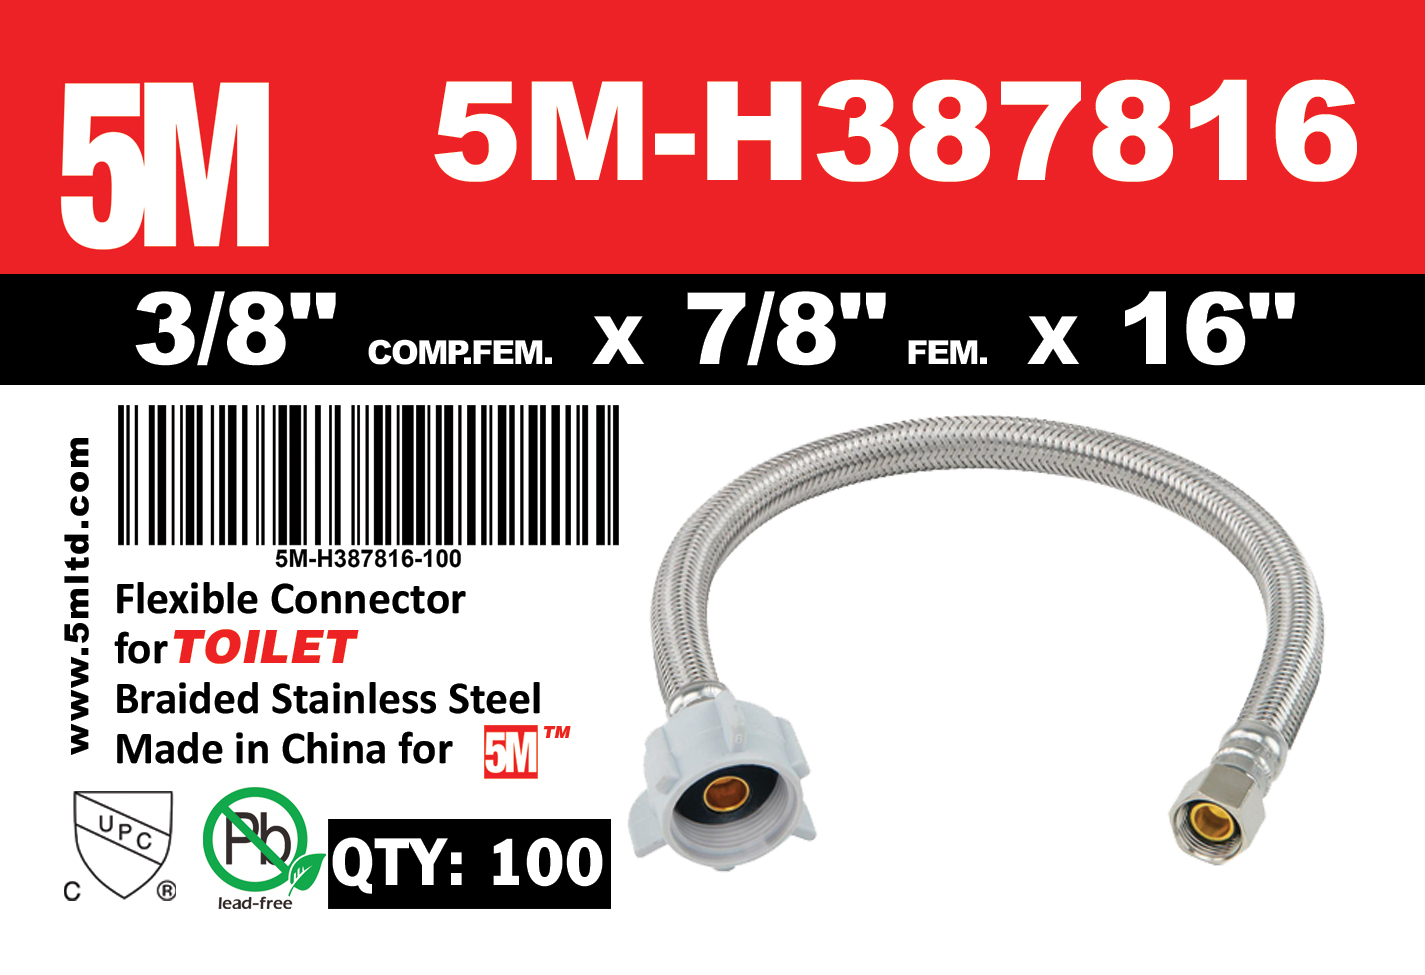 5M
5M-H387816
3/8" COMP.FEM. x 7/8" FEM. x 16"
www.5mltd.com
5M-H387816-100
Flexible Connector
for TOILET
Braided Stainless Steel
Made in China for 5M™
UPC
C ®
Pb
lead-free
QTY: 100